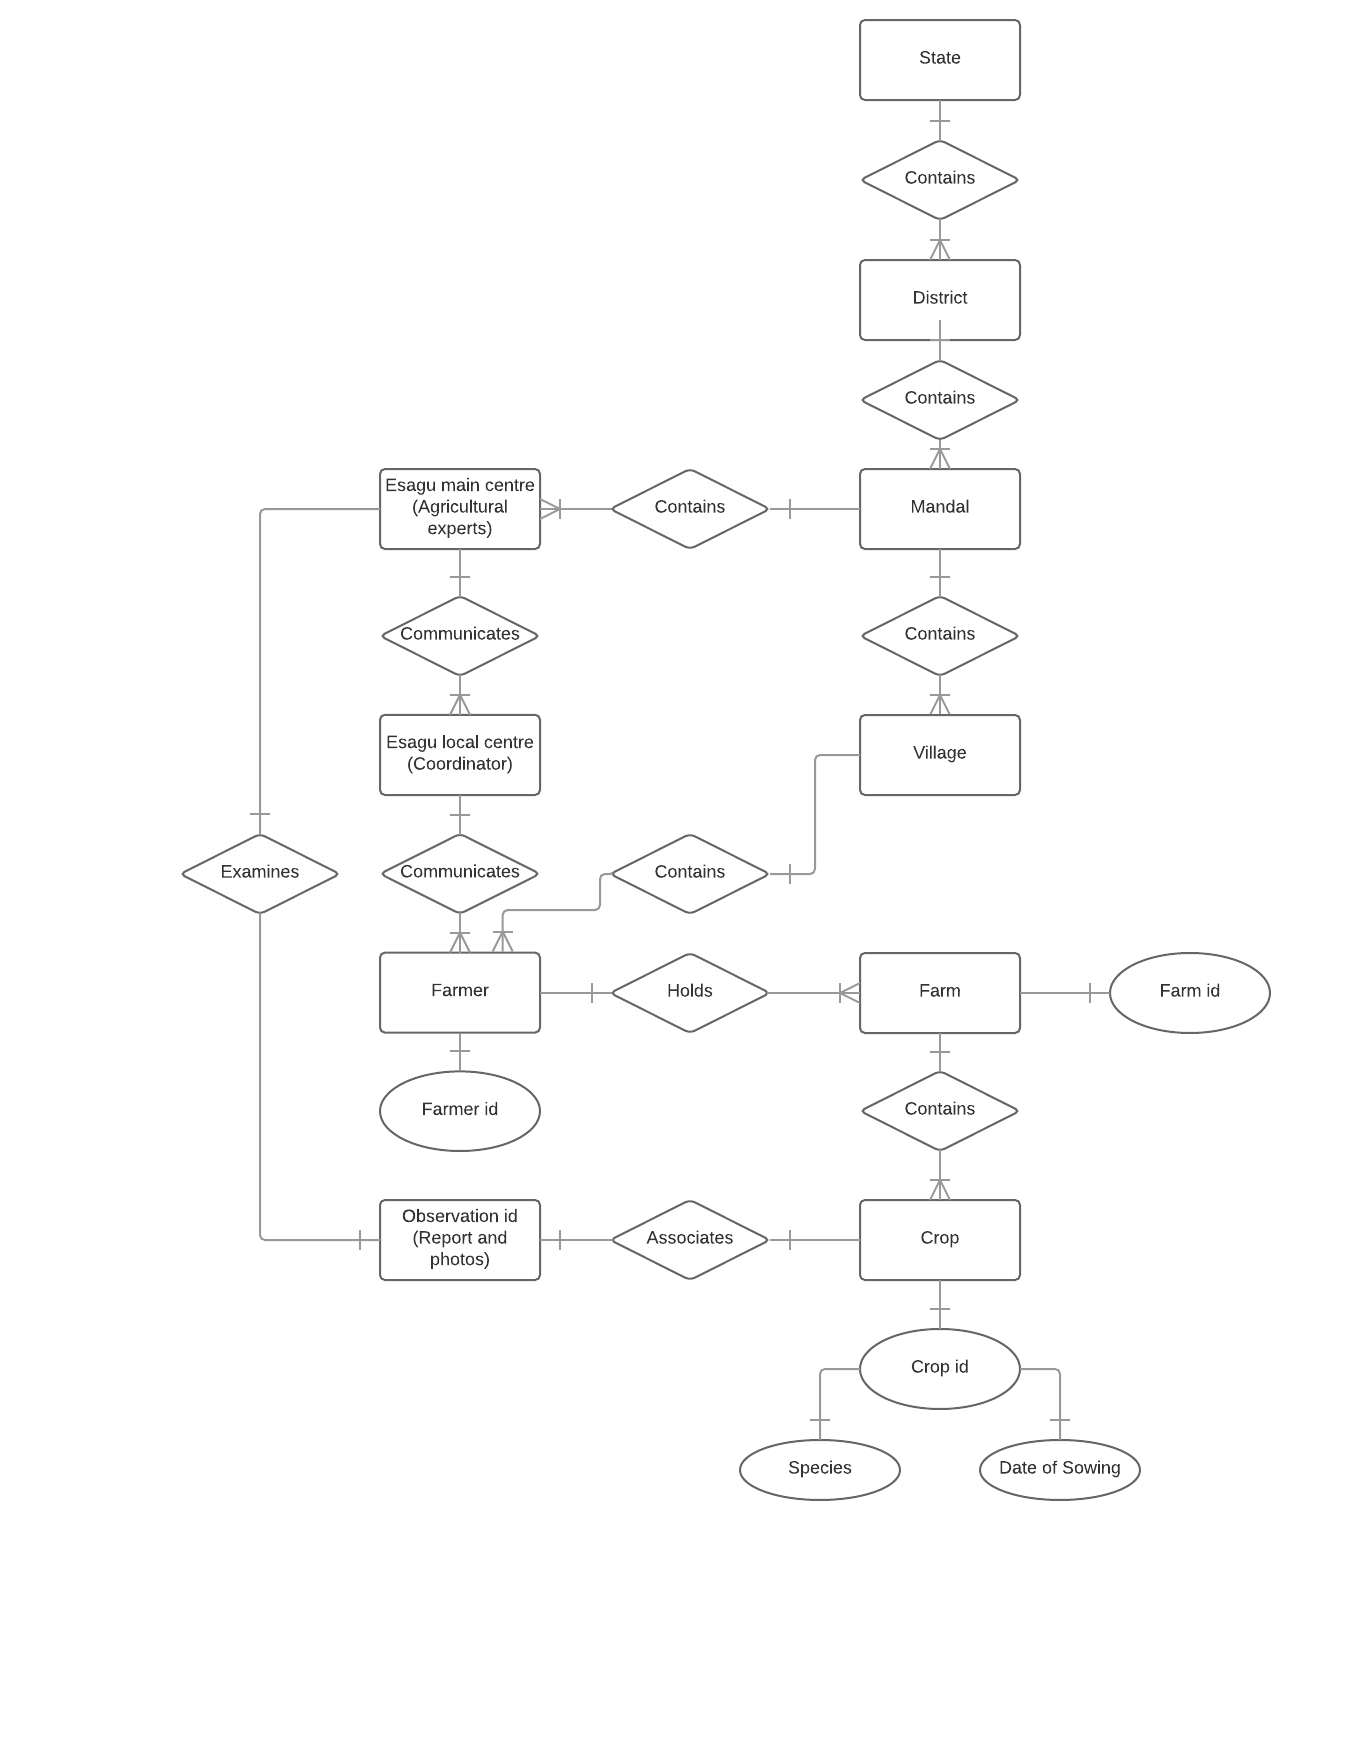 State
Contains
District
Contains
Esagu main centre
(Agricultural
experts)
Contains
Mandal
Communicates
Contains
Esagu local centre
(Coordinator)
Village
Examines
Communicates
Contains
Farmer
Holds
Farm
Farm id
Farmer id
Contains
Observation id
(Report and
photos)
Associates
Crop
Crop id
Species
Date of Sowing